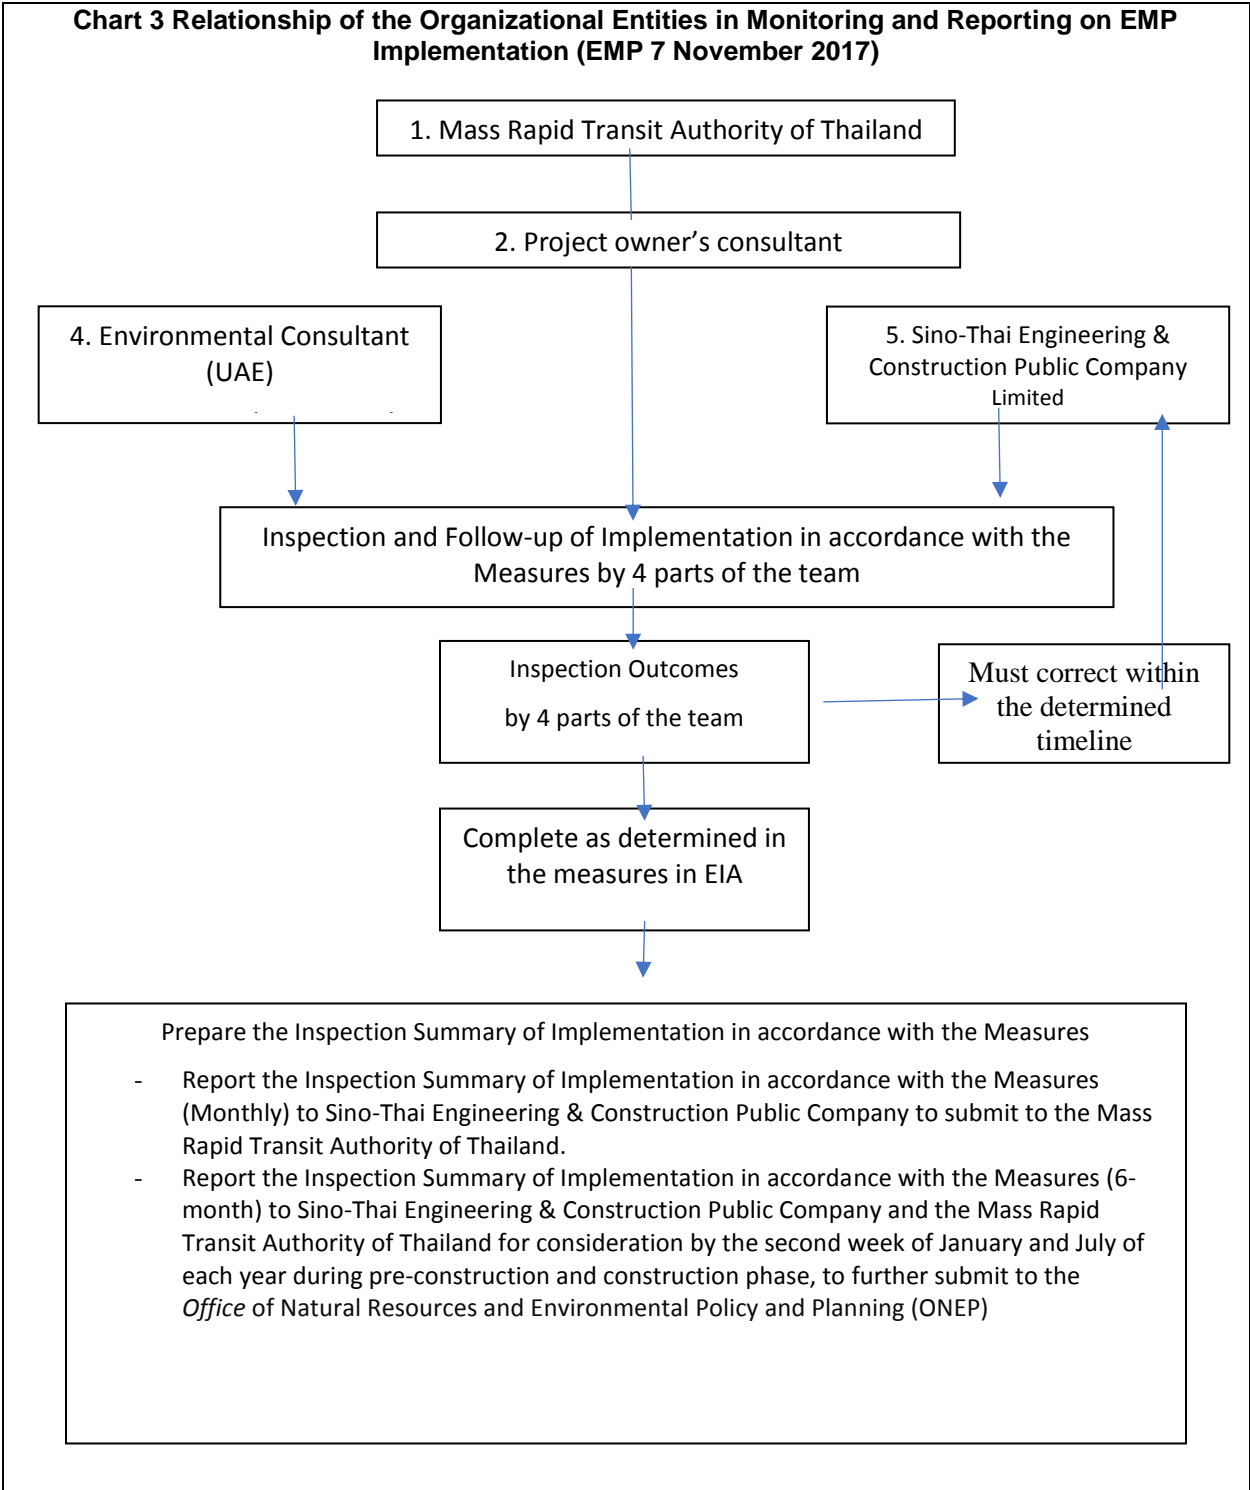 Chart 3 Relationship of the Organizational Entities in Monitoring and Reporting on EMP
Implementation (EMP 7 November 2017)
1. Mass Rapid Transit Authority of Thailand
2. Project owner’s consultant
4. Environmental Consultant
(UAE)
5. Sino-Thai Engineering &
Construction Public Company
Limited
Inspection and Follow-up of Implementation in accordance with the
Measures by 4 parts of the team
Inspection Outcomes
by 4 parts of the team
Must correct within
the determined
timeline
Complete as determined in
the measures in EIA
Prepare the Inspection Summary of Implementation in accordance with the Measures
- Report the Inspection Summary of Implementation in accordance with the Measures
(Monthly) to Sino-Thai Engineering & Construction Public Company to submit to the Mass
Rapid Transit Authority of Thailand.
- Report the Inspection Summary of Implementation in accordance with the Measures (6-
month) to Sino-Thai Engineering & Construction Public Company and the Mass Rapid
Transit Authority of Thailand for consideration by the second week of January and July of
each year during pre-construction and construction phase, to further submit to the
Office of Natural Resources and Environmental Policy and Planning (ONEP)